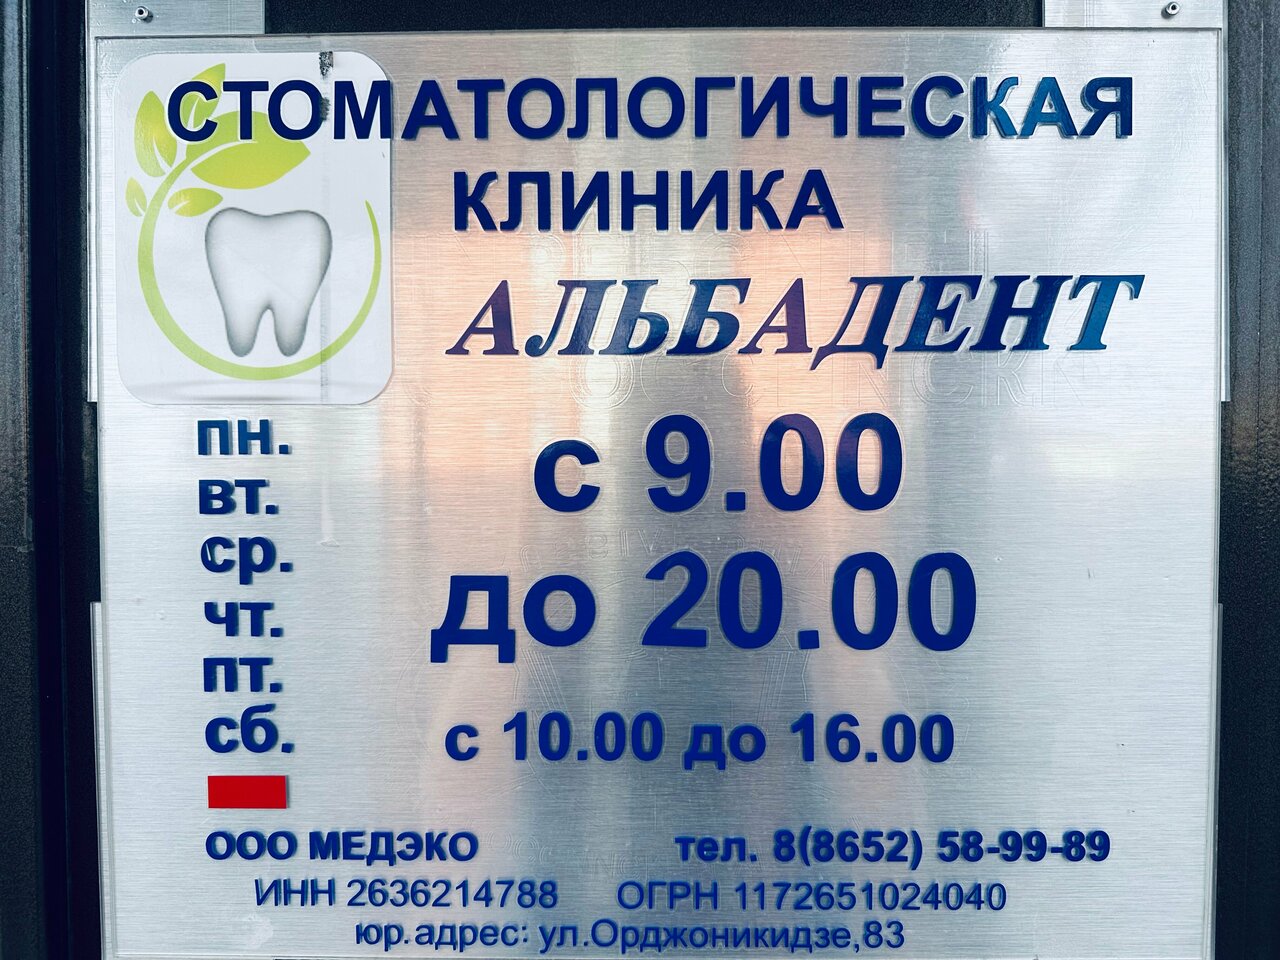 СТОМАТОЛОГИЧЕСКАЯ
КЛИНИКА
АЛЬБАДЕНТ
пн.
вт.
ср.
чт.
пт.
с 9.00
до 20.00
сб. с 10.00 до 16.00
ООО МЕДЭКО тел. 8(8652) 58-99-89
ИНН 2636214788 ОГРН 1172651024040
юр.адрес: ул.Орджоникидзе,83